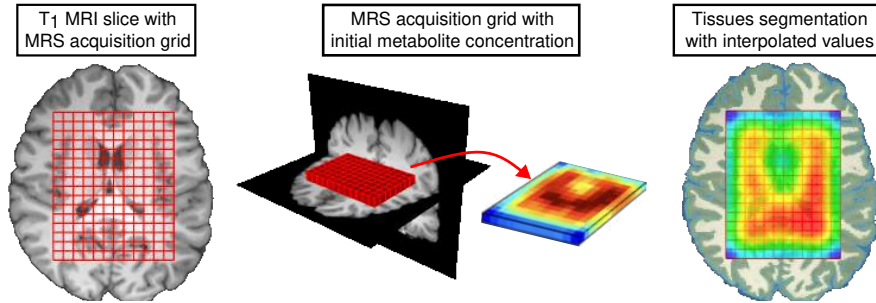 T1 MRI slice with
MRS acquisition grid
MRS acquisition grid with
initial metabolite concentration
Tissues segmentation
with interpolated values